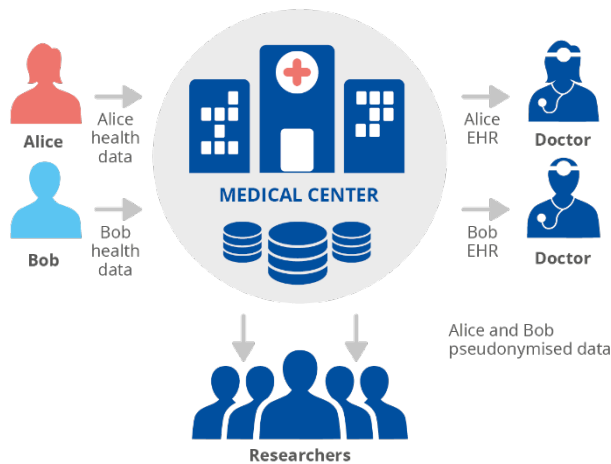 Alice
Alice
health
data
Bob
Bob
health
data
MEDICAL CENTER
Alice
EHR
Doctor
Bob
EHR
Doctor
Alice and Bob
pseudonymised data
Researchers